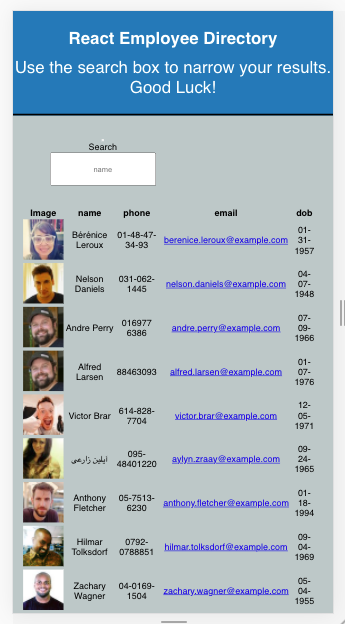 React Employee Directory
Use the search box to narrow your results.
Good Luck!
Search
name
Image name phone email dob
Bérénice Leroux 01-48-47-34-93 berenice.leroux@example.com 01-31-1957
Nelson Daniels 031-062-1445 nelson.daniels@example.com 04-07-1948
Andre Perry 016977 6386 andre.perry@example.com 07-09-1966
Alfred Larsen 88463093 alfred.larsen@example.com 01-07-1976
Victor Brar 614-828-7704 victor.brar@example.com 12-05-1971
آیلین زارعی 095-48401220 aylyn.zraay@example.com 09-24-1965
Anthony Fletcher 05-7513-6230 anthony.fletcher@example.com 01-18-1994
Hilmar Tolksdorf 0792-0788851 hilmar.tolksdorf@example.com 09-04-1969
Zachary Wagner 04-0169-1504 zachary.wagner@example.com 05-04-1955